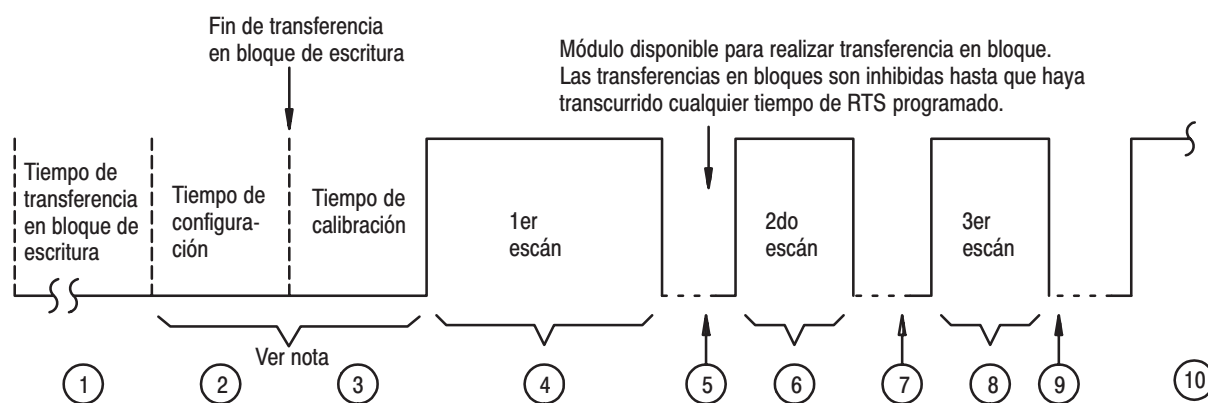 Fin de transferencia
en bloque de escritura
Módulo disponible para realizar transferencia en bloque.
Las transferencias en bloques son inhibidas hasta que haya
transcurrido cualquier tiempo de RTS programado.
Tiempo de
transferencia
en bloque de
escritura
Tiempo de
configura-
ción
Tiempo de
calibración
1er
escán
2do
escán
3er
escán
Ver nota
1
2
3
4
5
6
7
8
9
10